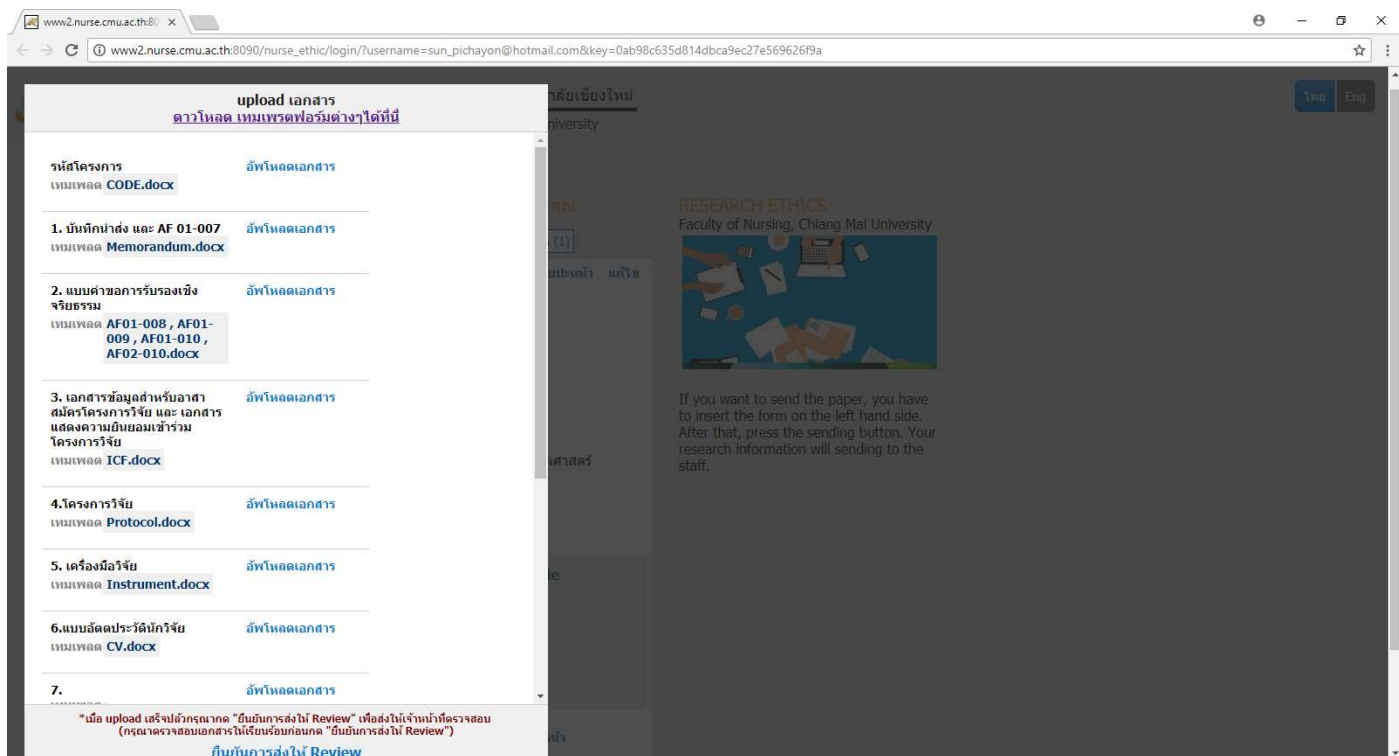 www2.nurse.cmu.ac.th:80
www2.nurse.cmu.ac.th:8090/nurse_ethic/login/?username=sun_pichayon@hotmail.com&key=0ab98c635d814dbca9ec27e569626f9a
upload เอกสาร
ดาวโหลด เทมเพรตฟอร์มต่างๆได้ที่นี่
รหัสโครงการ อัพโหลดเอกสาร
เทมเพลต CODE.docx
1. บันทึกนำส่ง และ AF 01-007 อัพโหลดเอกสาร
เทมเพลต Memorandum.docx
2. แบบคำขอการรับรองเชิง อัพโหลดเอกสาร
จริยธรรม
เทมเพลต AF01-008 , AF01-
009 , AF01-010 ,
AF02-010.docx
3. เอกสารข้อมูลสำหรับอาสา อัพโหลดเอกสาร
สมัครโครงการวิจัย และ เอกสาร
แสดงความยินยอมเข้าร่วม
โครงการวิจัย
เทมเพลต ICF.docx
4.โครงการวิจัย อัพโหลดเอกสาร
เทมเพลต Protocol.docx
5. เครื่องมือวิจัย อัพโหลดเอกสาร
เทมเพลต Instrument.docx
6.แบบอัตตประวัตินักวิจัย อัพโหลดเอกสาร
เทมเพลต CV.docx
7. อัพโหลดเอกสาร
*เมื่อ upload เสร็จปล้วกรุณากด "ยืนยันการส่งให้ Review" เพื่อส่งให้เจ้าหน้าที่ตรวจสอบ
(กรุณาตรวจสอบเอกสารให้เรียบร้อยก่อนกด "ยืนยันการส่งให้ Review")
ยืนยันการส่งให้ Review
ไทย Eng
(1)
แก้ไข
RESEARCH ETHICS
Faculty of Nursing, Chiang Mai University
If you want to send the paper, you have
to insert the form on the left hand side.
After that, press the sending button. Your
research information will sending to the
staff.